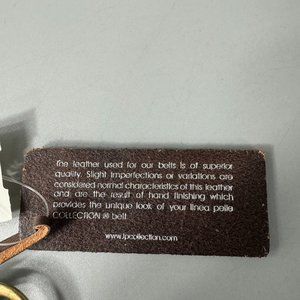 The leather used for our belts is of superior
quality. Slight imperfections or variations are
considered normal characteristics of this leather
and are the result of hand finishing which
provides the unique look of your linea pelle
COLLECTION ® belt.
www.lpcollection.com